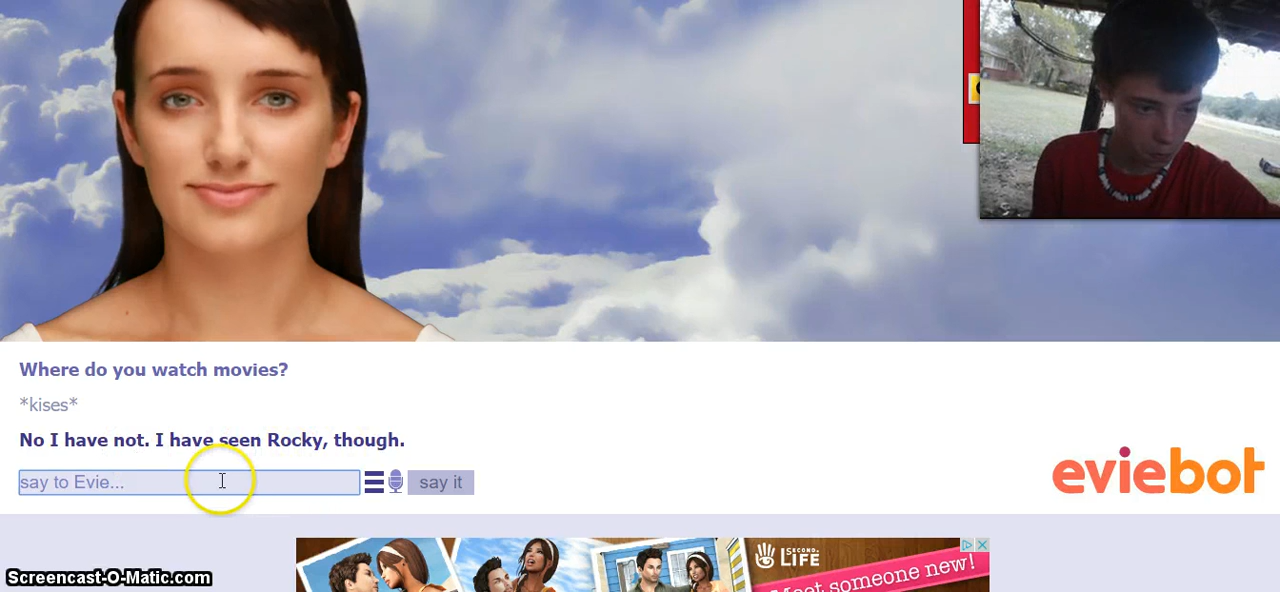 Where do you watch movies?
*kises*
No I have not. I have seen Rocky, though.
say to Evie...
say it
eviebot
SECOND LIFE
Meet someone new!
Screencast-O-Matic.com